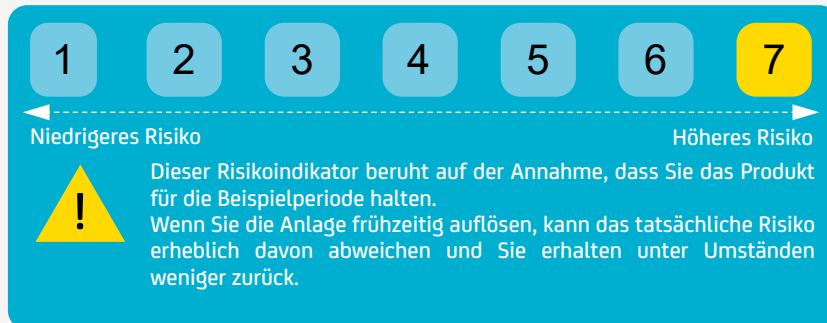 1 2 3 4 5 6 7
Niedrigeres Risiko Höheres Risiko
!
Dieser Risikoindikator beruht auf der Annahme, dass Sie das Produkt
für die Beispielperiode halten.
Wenn Sie die Anlage frühzeitig auflösen, kann das tatsächliche Risiko
erheblich davon abweichen und Sie erhalten unter Umständen
weniger zurück.